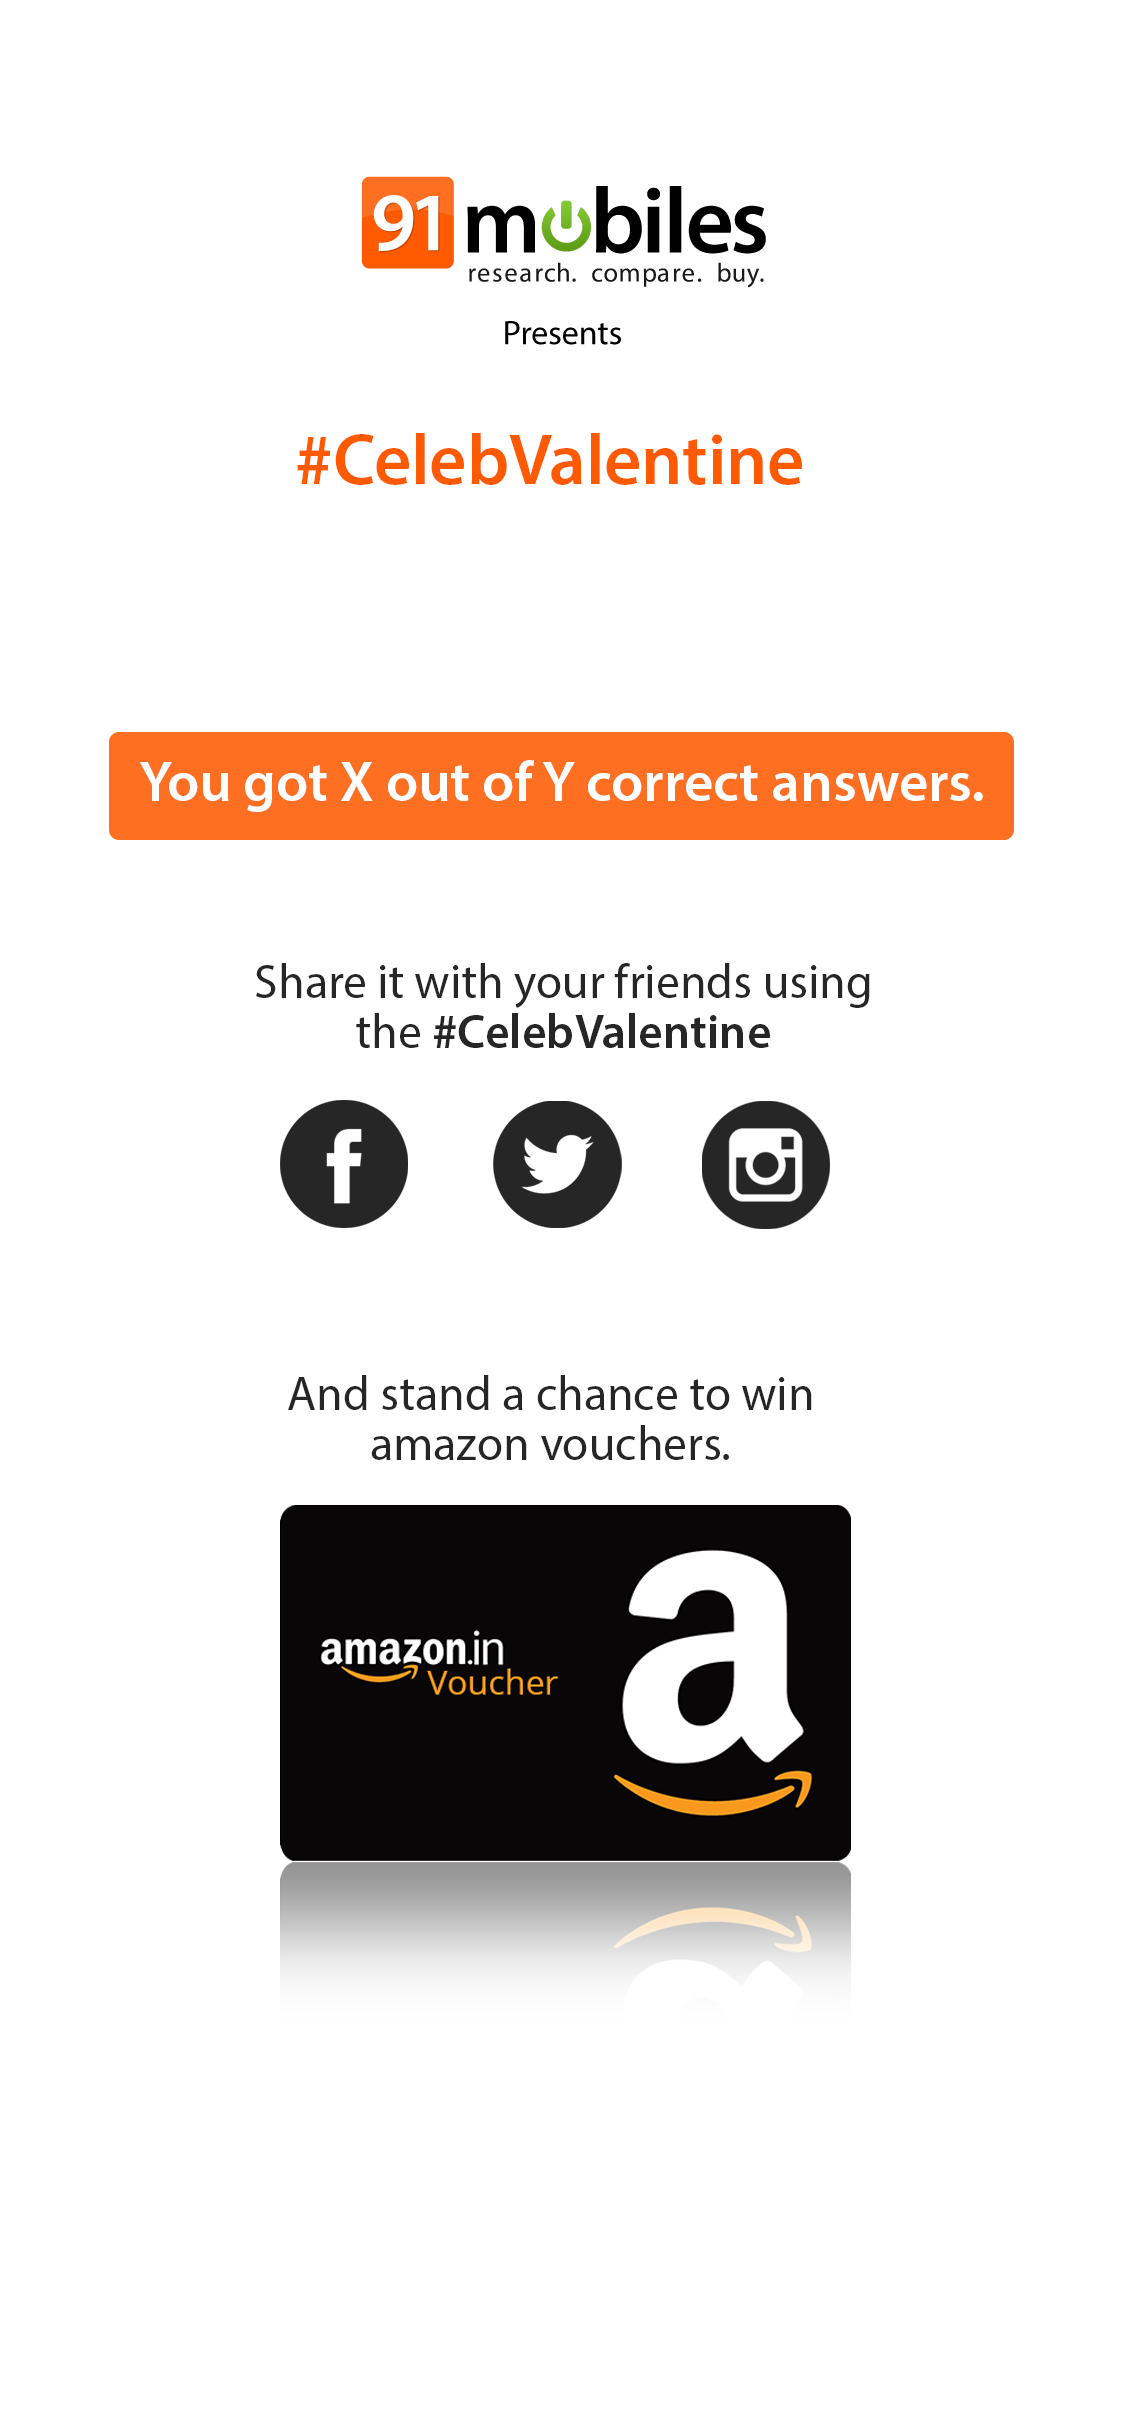 91mobiles
research. compare. buy.
Presents
#CelebValentine
You got X out of Y correct answers.
Share it with your friends using
the #CelebValentine
And stand a chance to win
amazon vouchers.
amazon.in
Voucher
a